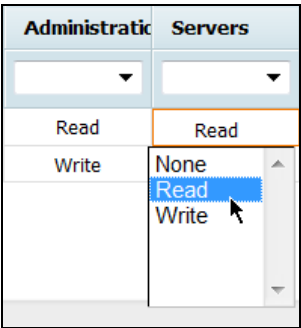 Administratic Servers
Read Read
Write None
Read
Write